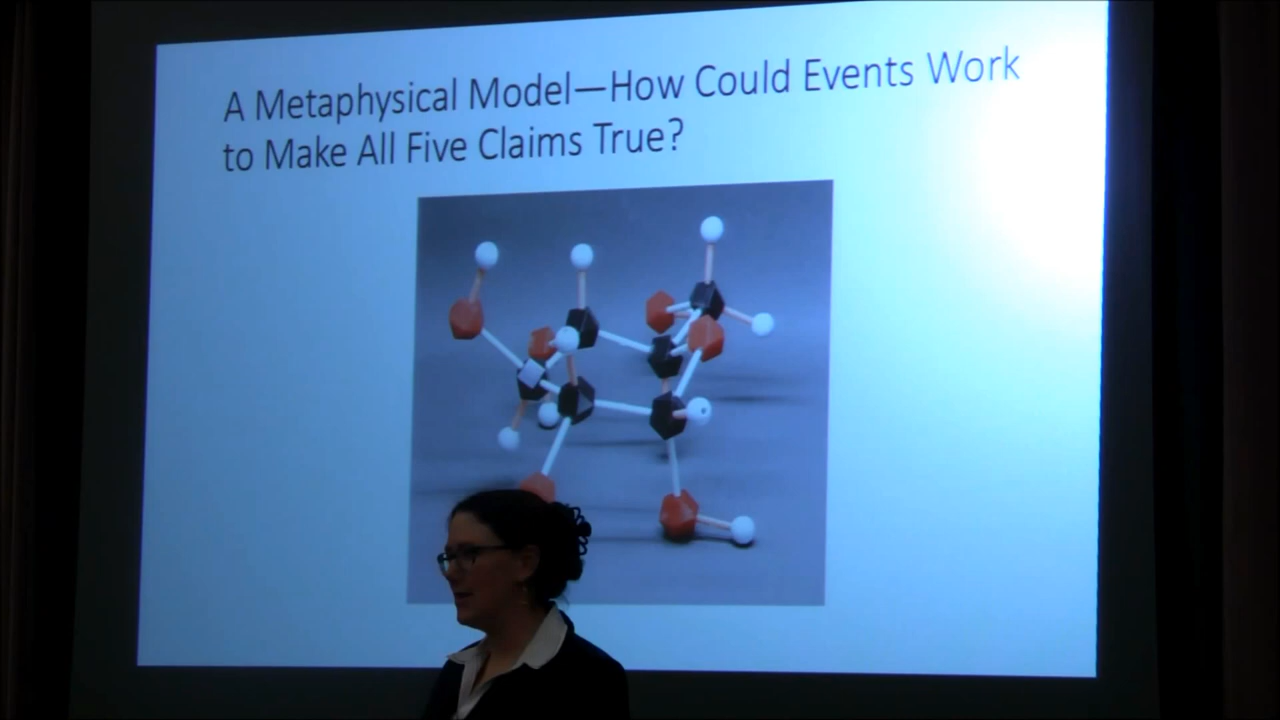 A Metaphysical Model—How Could Events Work
to Make All Five Claims True?